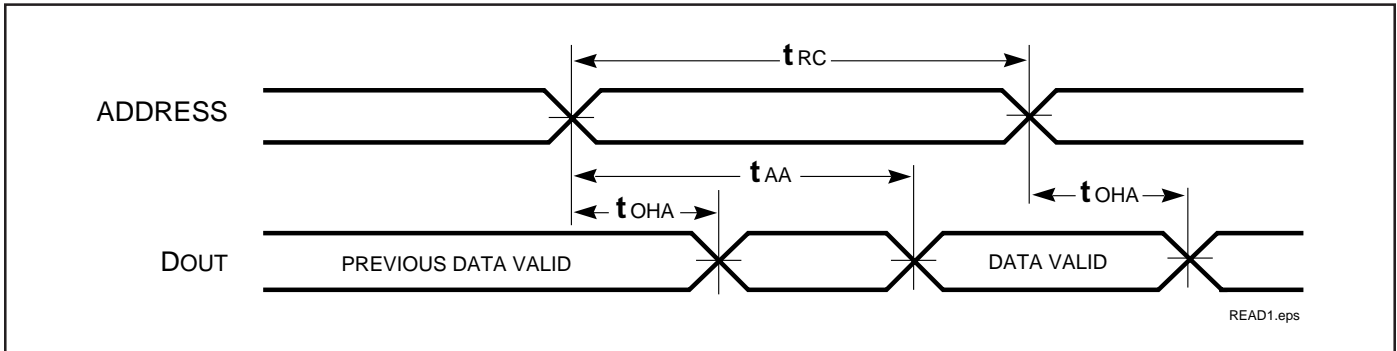 tRC
ADDRESS
tAA
tOHA
tOHA
DOUT
PREVIOUS DATA VALID
DATA VALID
READ1.eps